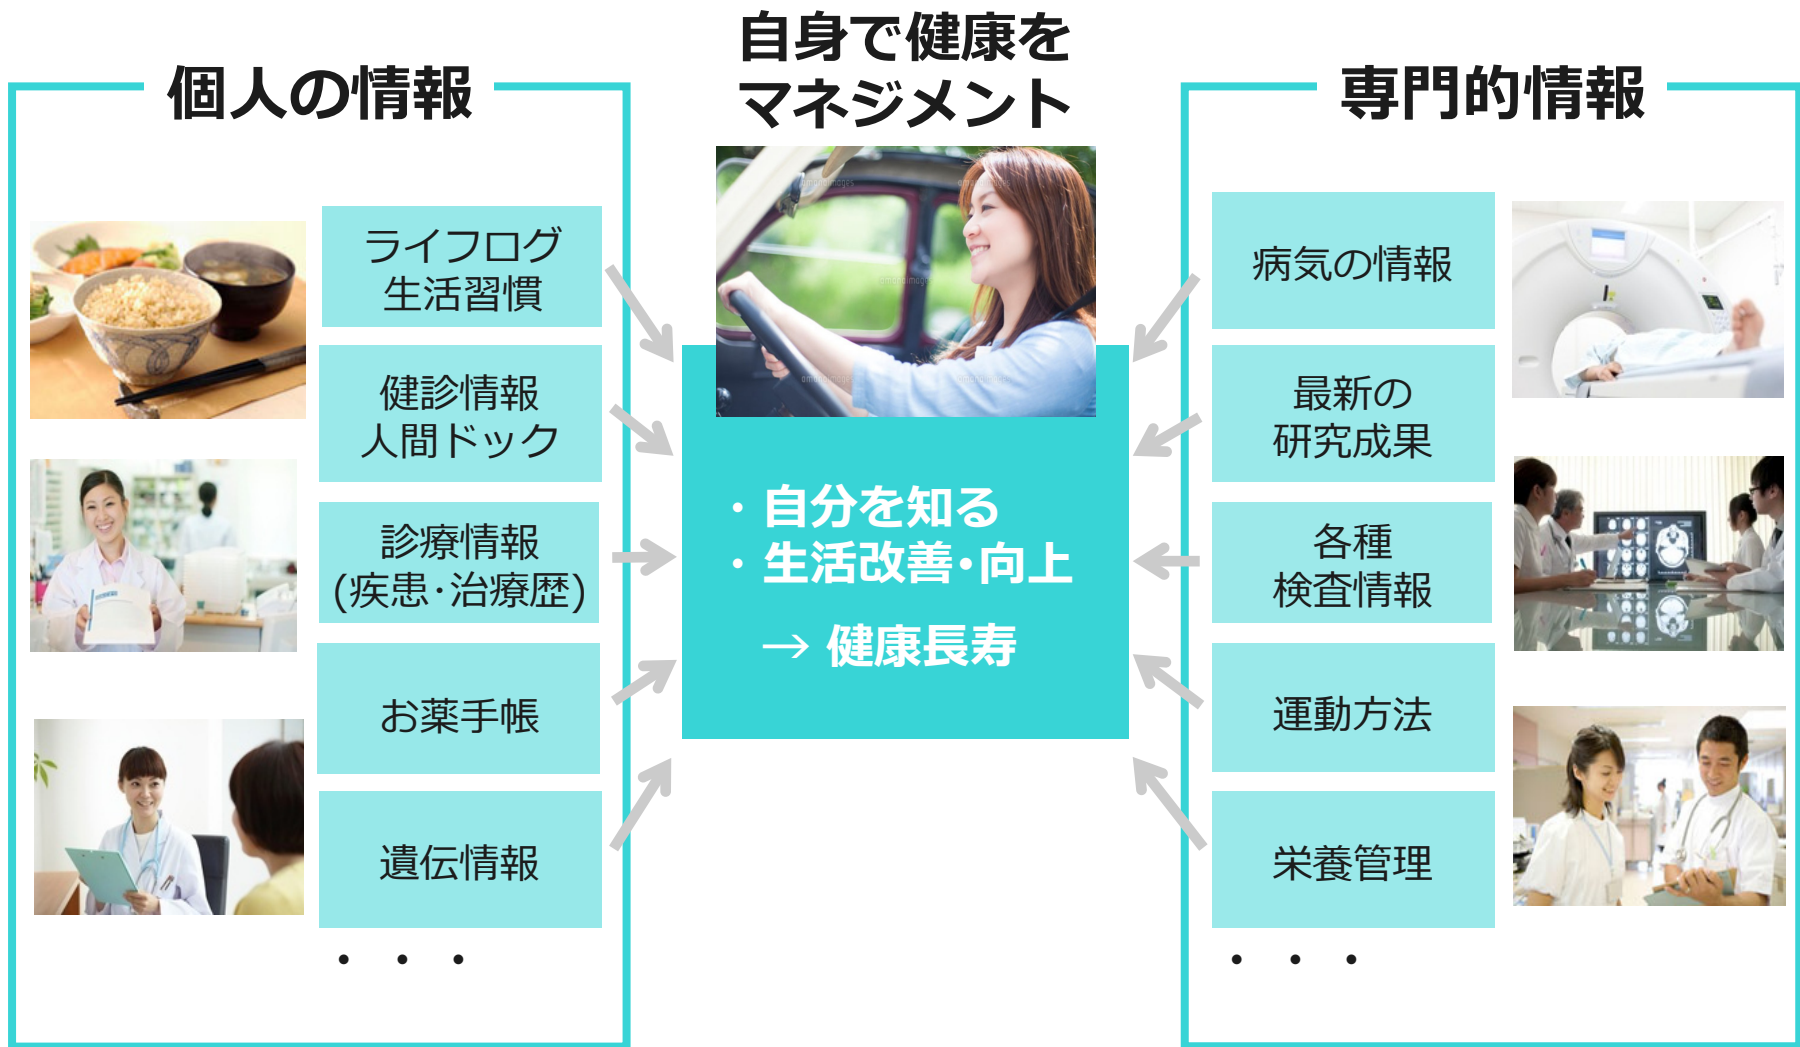 自身で健康を
マネジメント
個人の情報
ライフログ
生活習慣
健診情報
人間ドック
診療情報
(疾患･治療歴)
お薬手帳
遺伝情報
・・・
・自分を知る
・生活改善･向上
→ 健康長寿
専門的情報
病気の情報
最新の
研究成果
各種
検査情報
運動方法
栄養管理
・・・